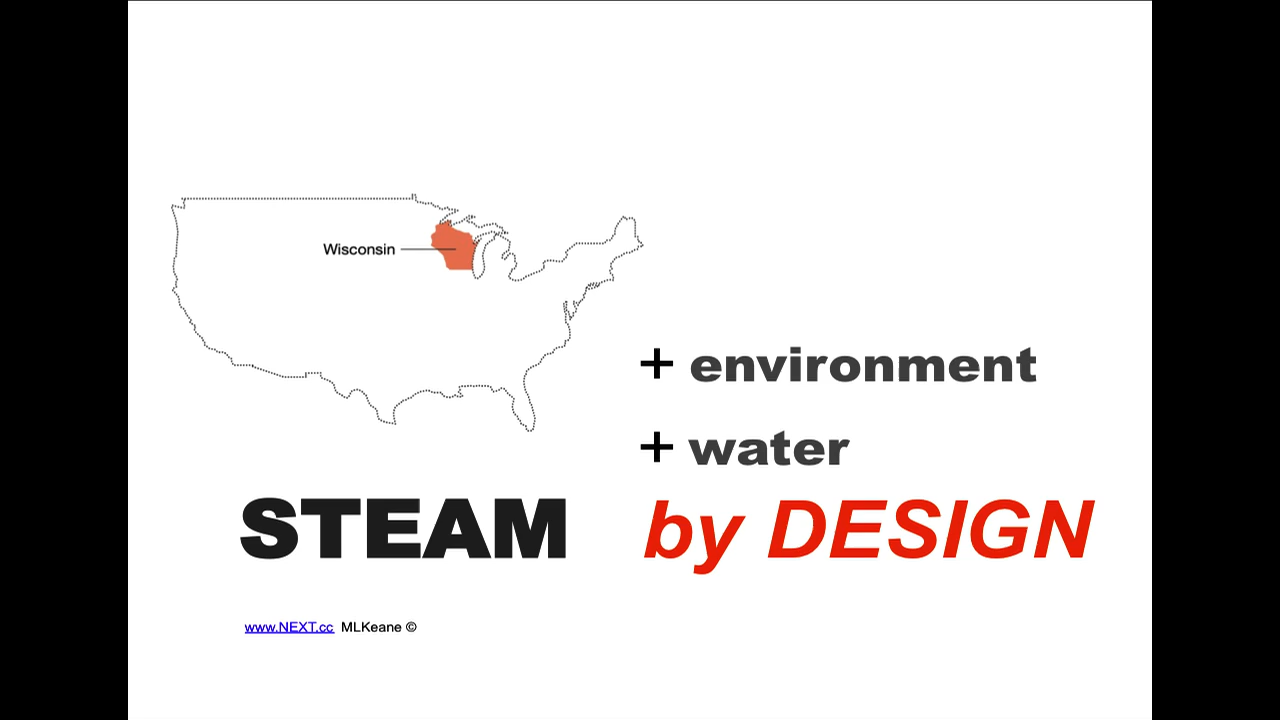 Wisconsin
+ environment
+ water
STEAM by DESIGN
www.NEXT.cc MLKeane ©